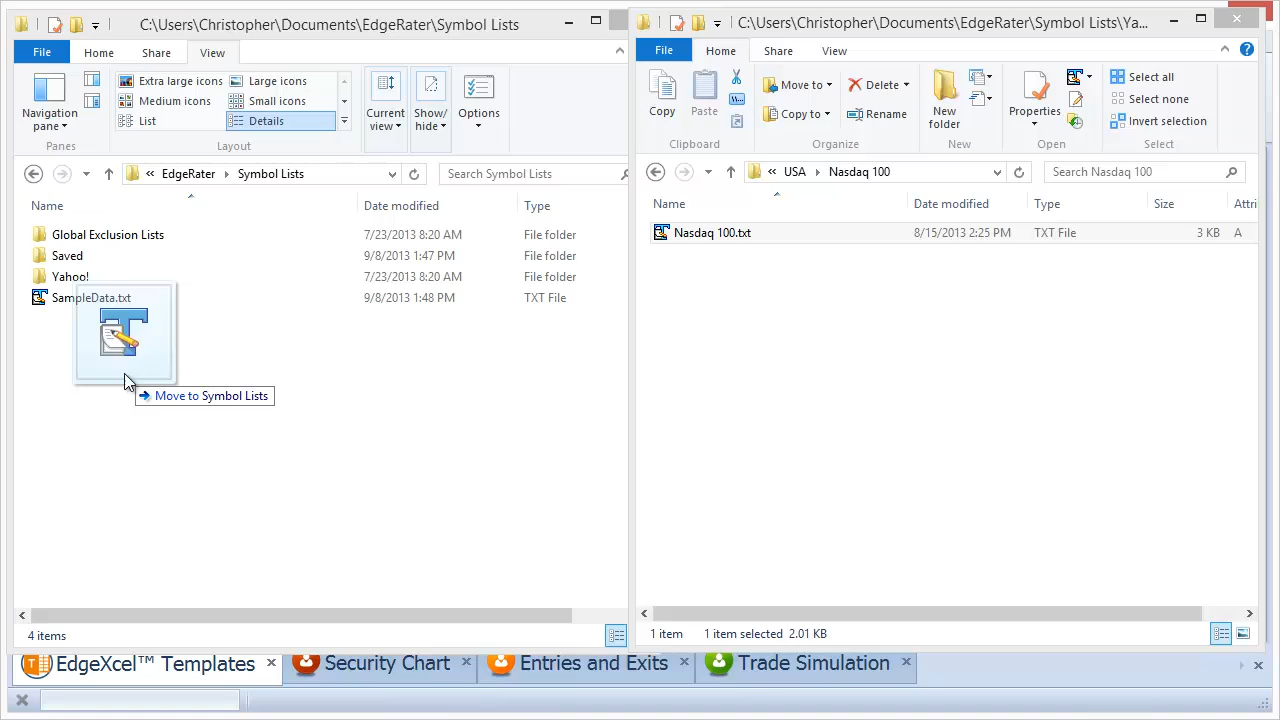 C:\Users\Christopher\Documents\EdgeRater\Symbol Lists
File Home Share View
Extra large icons Large icons
Medium icons Small icons
List Details
Navigation pane
Current view
Show/hide
Options
Panes Layout
« EdgeRater Symbol Lists
Search Symbol Lists
Name Date modified Type
Global Exclusion Lists 7/23/2013 8:20 AM File folder
Saved 9/8/2013 1:47 PM File folder
Yahoo! 7/23/2013 8:20 AM File folder
SampleData.txt 9/8/2013 1:48 PM TXT File
Move to Symbol Lists
4 items
C:\Users\Christopher\Documents\EdgeRater\Symbol Lists\Ya...
File Home Share View
Copy
Paste
Move to Delete
Copy to Rename
New folder
Properties
Select all
Select none
Invert selection
Clipboard Organize New Open Select
« USA Nasdaq 100
Search Nasdaq 100
Name Date modified Type Size Attri
Nasdaq 100.txt 8/15/2013 2:25 PM TXT File 3 KB A
1 item 1 item selected 2.01 KB
EdgeXcel™ Templates Security Chart Entries and Exits Trade Simulation